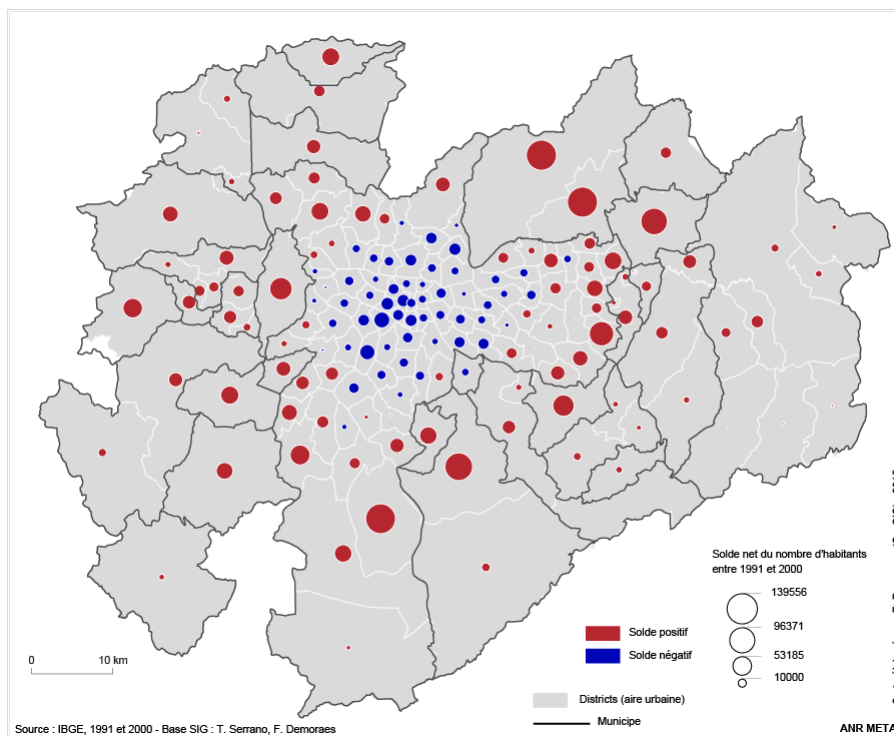 Solde net du nombre d'habitants
entre 1991 et 2000
139556
96371
53185
10000
Solde positif
Solde négatif
0 10 km
Districts (aire urbaine)
Municipe
Source : IBGE, 1991 et 2000 - Base SIG : T. Serrano, F. Demoraes
ANR META